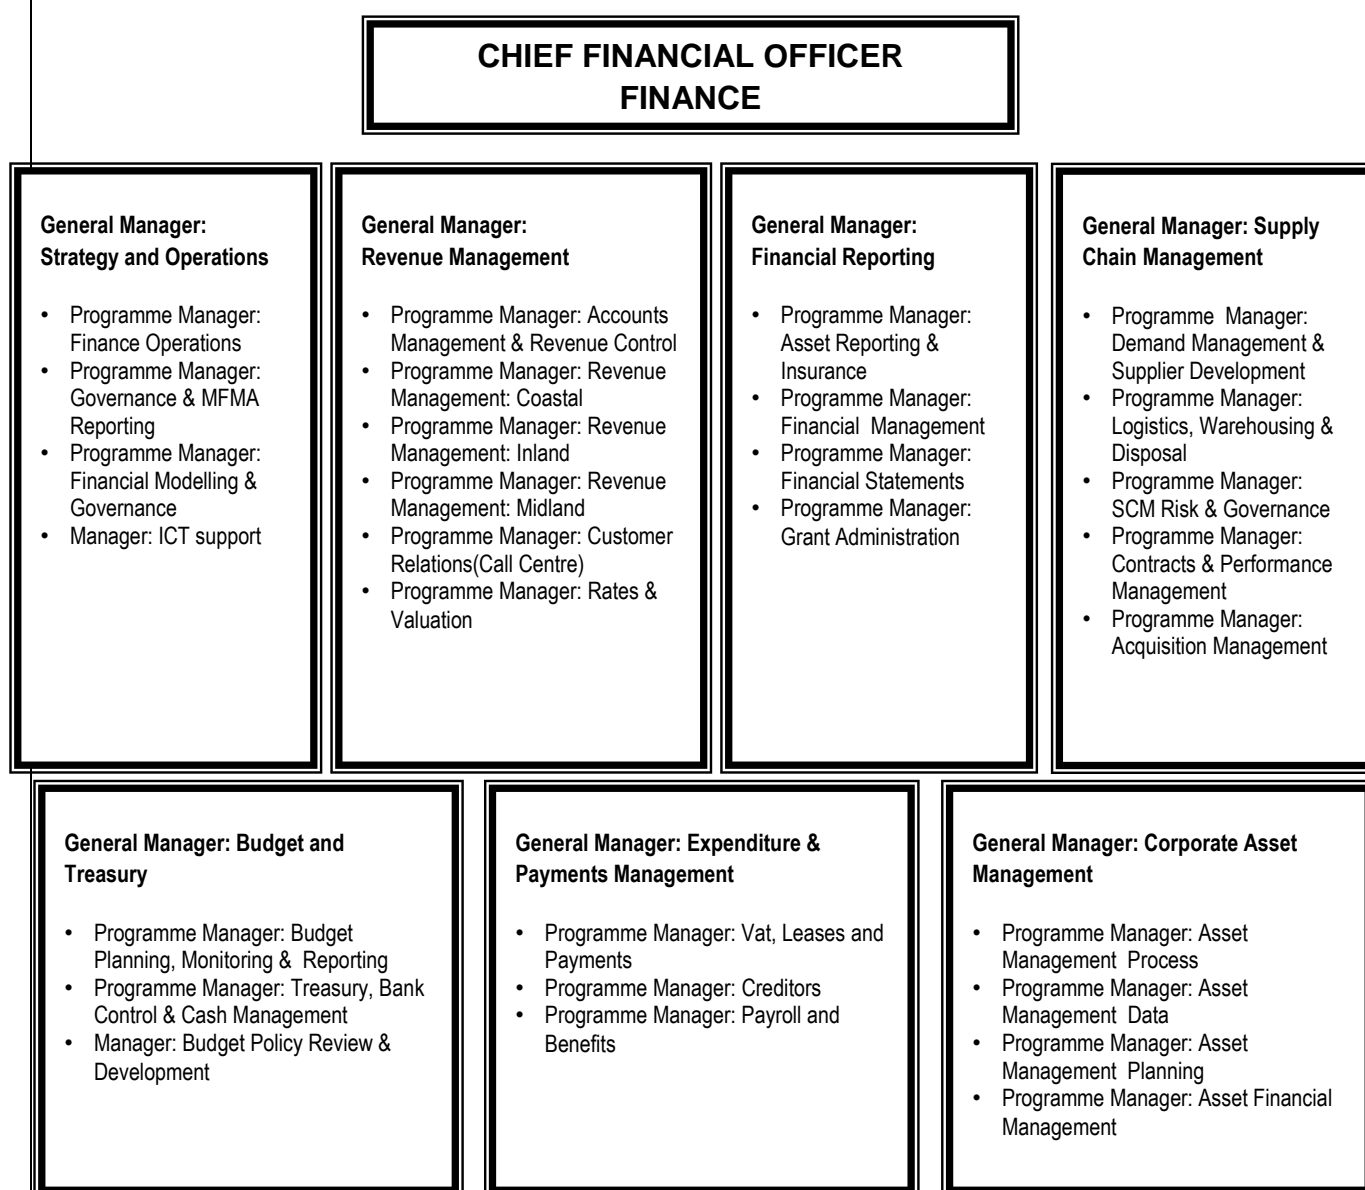 CHIEF FINANCIAL OFFICER
FINANCE
General Manager:
Strategy and Operations
• Programme Manager:
Finance Operations
• Programme Manager:
Governance & MFMA
Reporting
• Programme Manager:
Financial Modelling &
Governance
• Manager: ICT support
General Manager:
Revenue Management
• Programme Manager: Accounts
Management & Revenue Control
• Programme Manager: Revenue
Management: Coastal
• Programme Manager: Revenue
Management: Inland
• Programme Manager: Revenue
Management: Midland
• Programme Manager: Customer
Relations(Call Centre)
• Programme Manager: Rates &
Valuation
General Manager:
Financial Reporting
• Programme Manager:
Asset Reporting &
Insurance
• Programme Manager:
Financial Management
• Programme Manager:
Financial Statements
• Programme Manager:
Grant Administration
General Manager: Supply
Chain Management
• Programme Manager:
Demand Management &
Supplier Development
• Programme Manager:
Logistics, Warehousing &
Disposal
• Programme Manager:
SCM Risk & Governance
• Programme Manager:
Contracts & Performance
Management
• Programme Manager:
Acquisition Management
General Manager: Budget and
Treasury
• Programme Manager: Budget
Planning, Monitoring & Reporting
• Programme Manager: Treasury, Bank
Control & Cash Management
• Manager: Budget Policy Review &
Development
General Manager: Expenditure &
Payments Management
• Programme Manager: Vat, Leases and
Payments
• Programme Manager: Creditors
• Programme Manager: Payroll and
Benefits
General Manager: Corporate Asset
Management
• Programme Manager: Asset
Management Process
• Programme Manager: Asset
Management Data
• Programme Manager: Asset
Management Planning
• Programme Manager: Asset Financial
Management